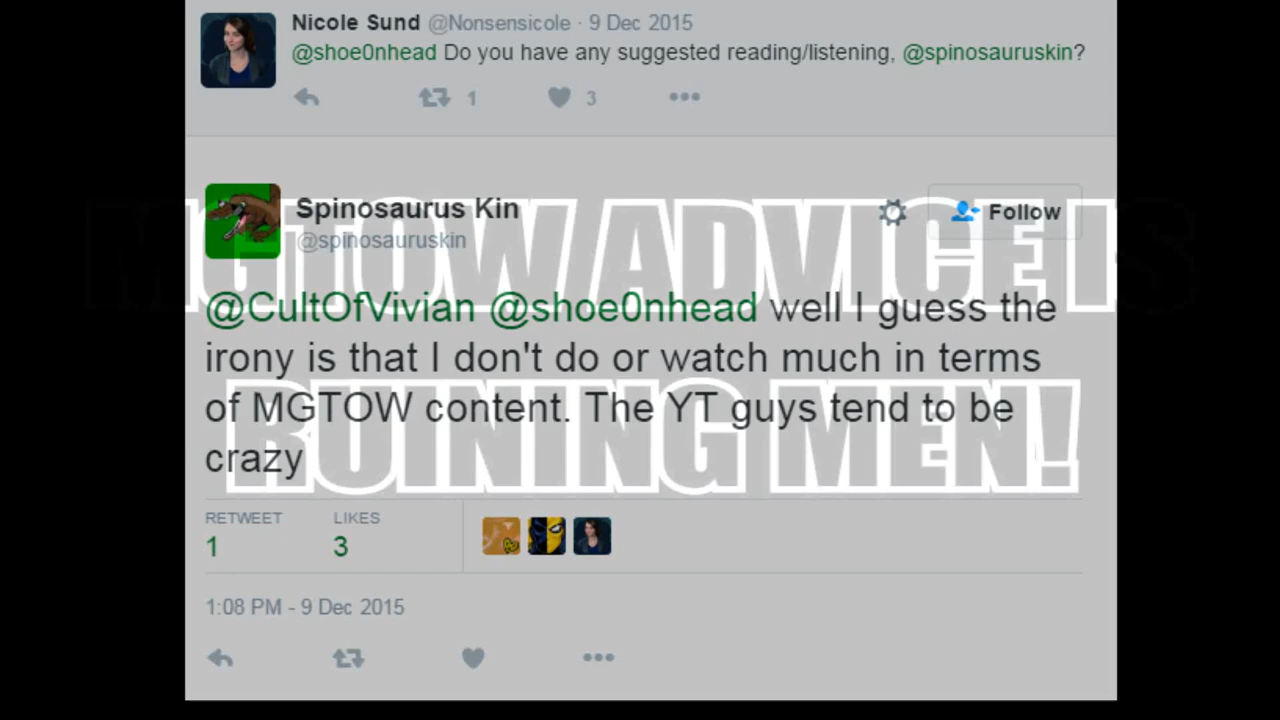 Nicole Sund @Nonsensicole · 9 Dec 2015
@shoe0nhead Do you have any suggested reading/listening, @spinosauruskin?
1 3
Spinosaurus Kin
Follow
@spinosauruskin
MGTOW ADVICE IS
@CultOfVivian @shoe0nhead well I guess the
irony is that I don't do or watch much in terms
of MGTOW content. The YT guys tend to be
crazy
RUINING MEN!
RETWEET LIKES
1 3
1:08 PM - 9 Dec 2015